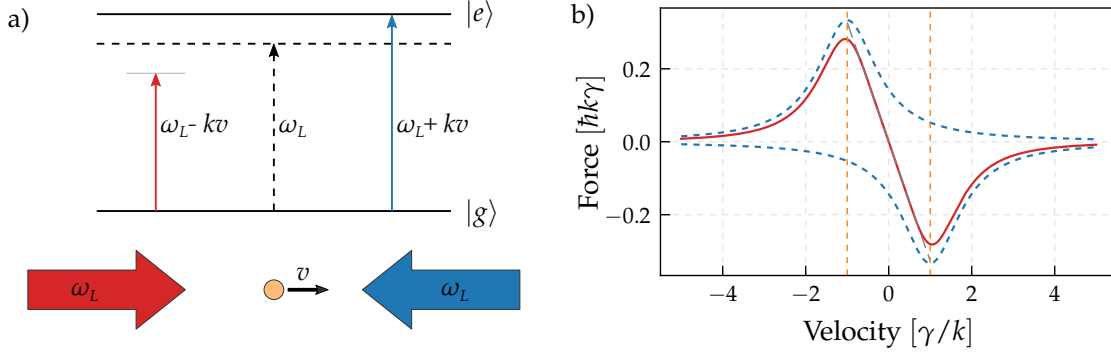 a)
|e⟩
ω_L - kv
ω_L
ω_L + kv
|g⟩
ω_L
v
ω_L
b)
Force [ħkγ]
0.2
0.0
−0.2
−4
−2
0
2
4
Velocity [γ/k]